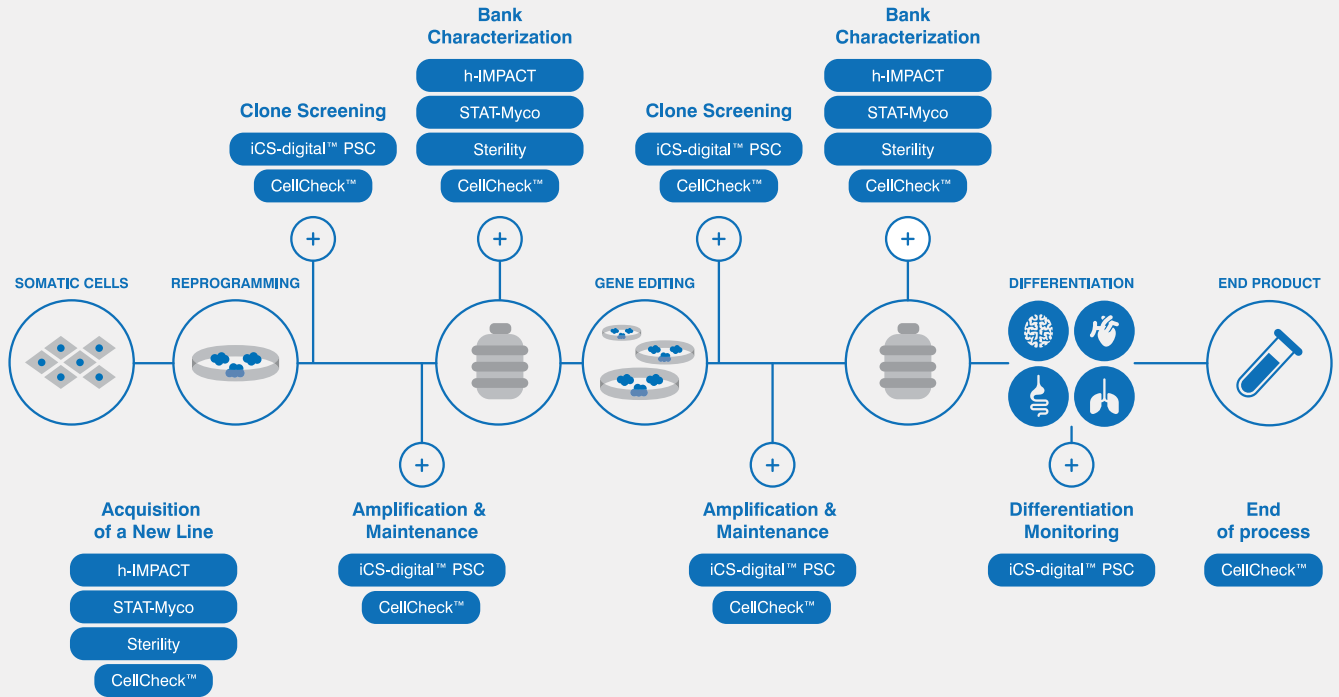 Bank
Characterization
h-IMPACT
STAT-Myco
Sterility
CellCheck™
Bank
Characterization
h-IMPACT
STAT-Myco
Sterility
CellCheck™
Clone Screening
iCS-digital™ PSC
CellCheck™
Clone Screening
iCS-digital™ PSC
CellCheck™
+
+
+
+
SOMATIC CELLS
REPROGRAMMING
GENE EDITING
DIFFERENTIATION
END PRODUCT
+
+
+
Acquisition
of a New Line
h-IMPACT
STAT-Myco
Sterility
CellCheck™
Amplification &
Maintenance
iCS-digital™ PSC
CellCheck™
Amplification &
Maintenance
iCS-digital™ PSC
CellCheck™
Differentiation
Monitoring
iCS-digital™ PSC
End
of process
CellCheck™